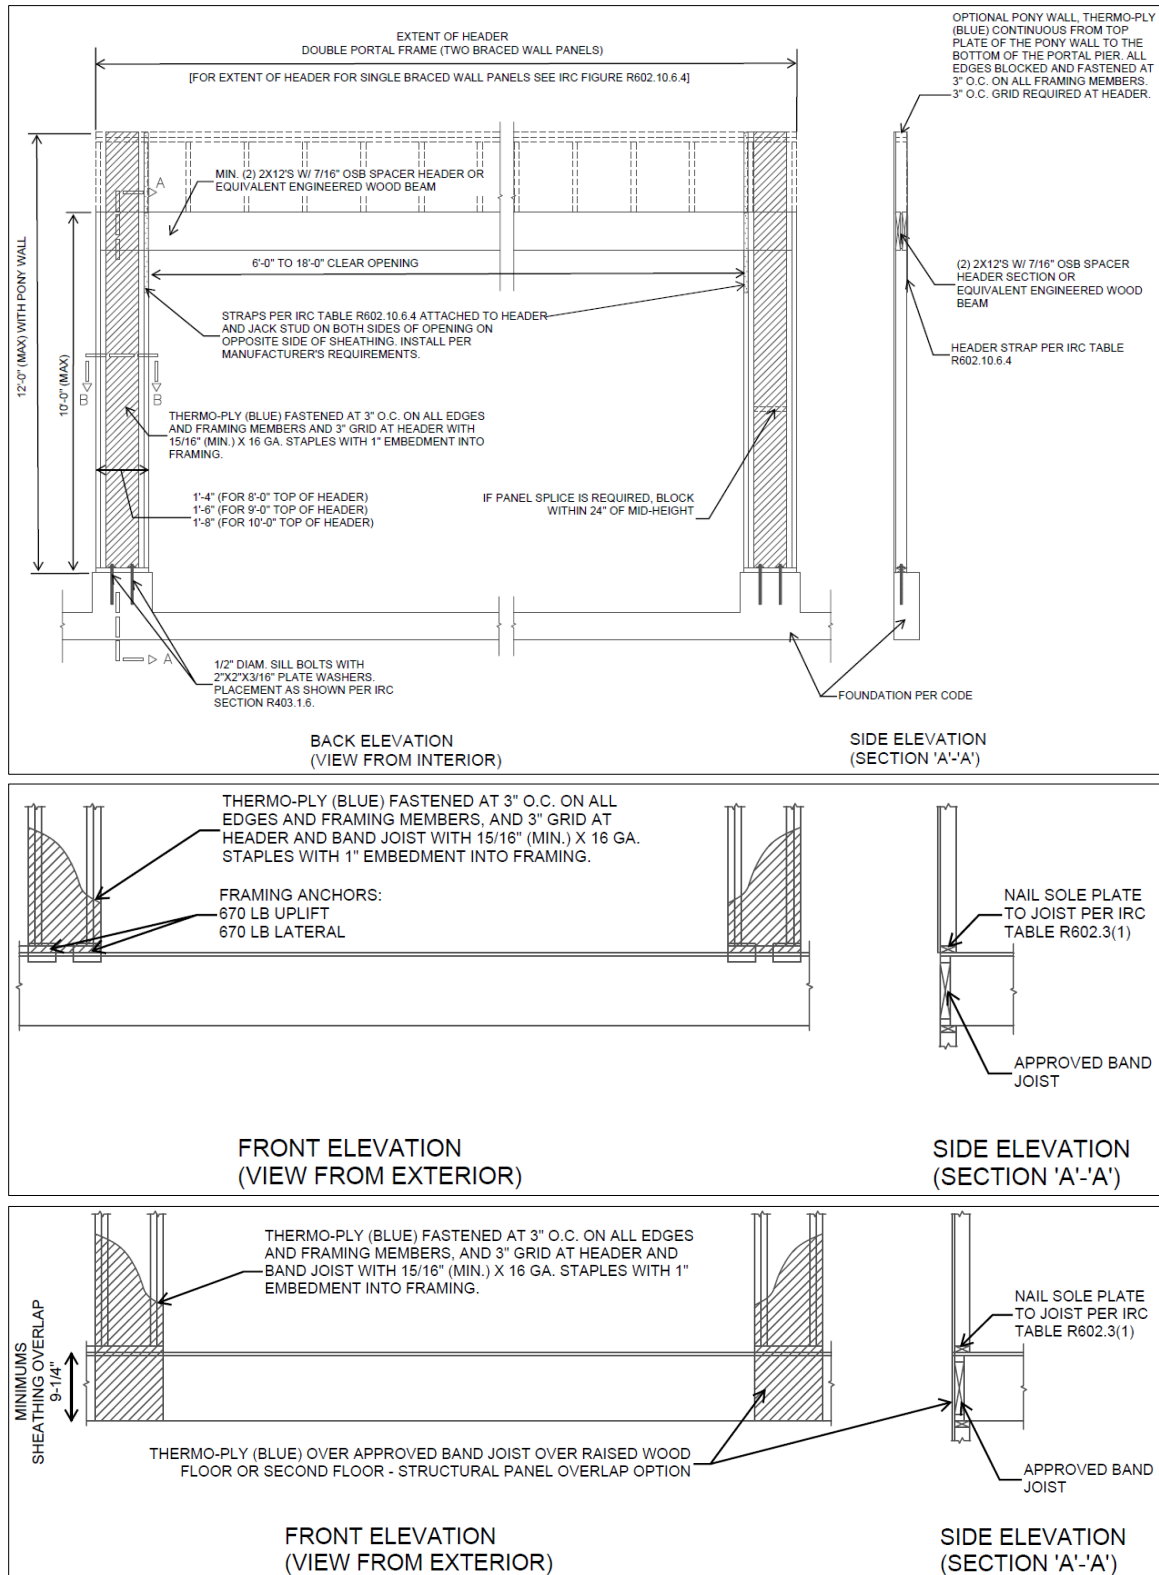 EXTENT OF HEADER
DOUBLE PORTAL FRAME (TWO BRACED WALL PANELS)
[FOR EXTENT OF HEADER FOR SINGLE BRACED WALL PANELS SEE IRC FIGURE R602.10.6.4]
OPTIONAL PONY WALL, THERMO-PLY
(BLUE) CONTINUOUS FROM TOP
PLATE OF THE PONY WALL TO THE
BOTTOM OF THE PORTAL PIER. ALL
EDGES BLOCKED AND FASTENED AT
3" O.C. ON ALL FRAMING MEMBERS.
3" O.C. GRID REQUIRED AT HEADER.
A
MIN. (2) 2X12'S W/ 7/16" OSB SPACER HEADER OR
EQUIVALENT ENGINEERED WOOD BEAM
12'-0" (MAX) WITH PONY WALL
10'-0" (MAX)
6'-0" TO 18'-0" CLEAR OPENING
(2) 2X12'S W/ 7/16" OSB SPACER
HEADER SECTION OR
EQUIVALENT ENGINEERED WOOD
BEAM
STRAPS PER IRC TABLE R602.10.6.4 ATTACHED TO HEADER
AND JACK STUD ON BOTH SIDES OF OPENING ON
OPPOSITE SIDE OF SHEATHING. INSTALL PER
MANUFACTURER'S REQUIREMENTS.
HEADER STRAP PER IRC TABLE
R602.10.6.4
B
B
THERMO-PLY (BLUE) FASTENED AT 3" O.C. ON ALL EDGES
AND FRAMING MEMBERS AND 3" GRID AT HEADER WITH
15/16" (MIN.) X 16 GA. STAPLES WITH 1" EMBEDMENT INTO
FRAMING.
1'-4" (FOR 8'-0" TOP OF HEADER)
1'-6" (FOR 9'-0" TOP OF HEADER)
1'-8" (FOR 10'-0" TOP OF HEADER)
IF PANEL SPLICE IS REQUIRED, BLOCK
WITHIN 24" OF MID-HEIGHT
A
1/2" DIAM. SILL BOLTS WITH
2"X2"X3/16" PLATE WASHERS.
PLACEMENT AS SHOWN PER IRC
SECTION R403.1.6.
FOUNDATION PER CODE
BACK ELEVATION
(VIEW FROM INTERIOR)
SIDE ELEVATION
(SECTION 'A'-'A')
THERMO-PLY (BLUE) FASTENED AT 3" O.C. ON ALL
EDGES AND FRAMING MEMBERS, AND 3" GRID AT
HEADER AND BAND JOIST WITH 15/16" (MIN.) X 16 GA.
STAPLES WITH 1" EMBEDMENT INTO FRAMING.
FRAMING ANCHORS:
670 LB UPLIFT
670 LB LATERAL
NAIL SOLE PLATE
TO JOIST PER IRC
TABLE R602.3(1)
APPROVED BAND
JOIST
FRONT ELEVATION
(VIEW FROM EXTERIOR)
SIDE ELEVATION
(SECTION 'A'-'A')
THERMO-PLY (BLUE) FASTENED AT 3" O.C. ON ALL EDGES
AND FRAMING MEMBERS, AND 3" GRID AT HEADER AND
BAND JOIST WITH 15/16" (MIN.) X 16 GA. STAPLES WITH 1"
EMBEDMENT INTO FRAMING.
MINIMUMS
SHEATHING OVERLAP
9-1/4"
NAIL SOLE PLATE
TO JOIST PER IRC
TABLE R602.3(1)
THERMO-PLY (BLUE) OVER APPROVED BAND JOIST OVER RAISED WOOD
FLOOR OR SECOND FLOOR - STRUCTURAL PANEL OVERLAP OPTION
APPROVED BAND
JOIST
FRONT ELEVATION
(VIEW FROM EXTERIOR)
SIDE ELEVATION
(SECTION 'A'-'A')